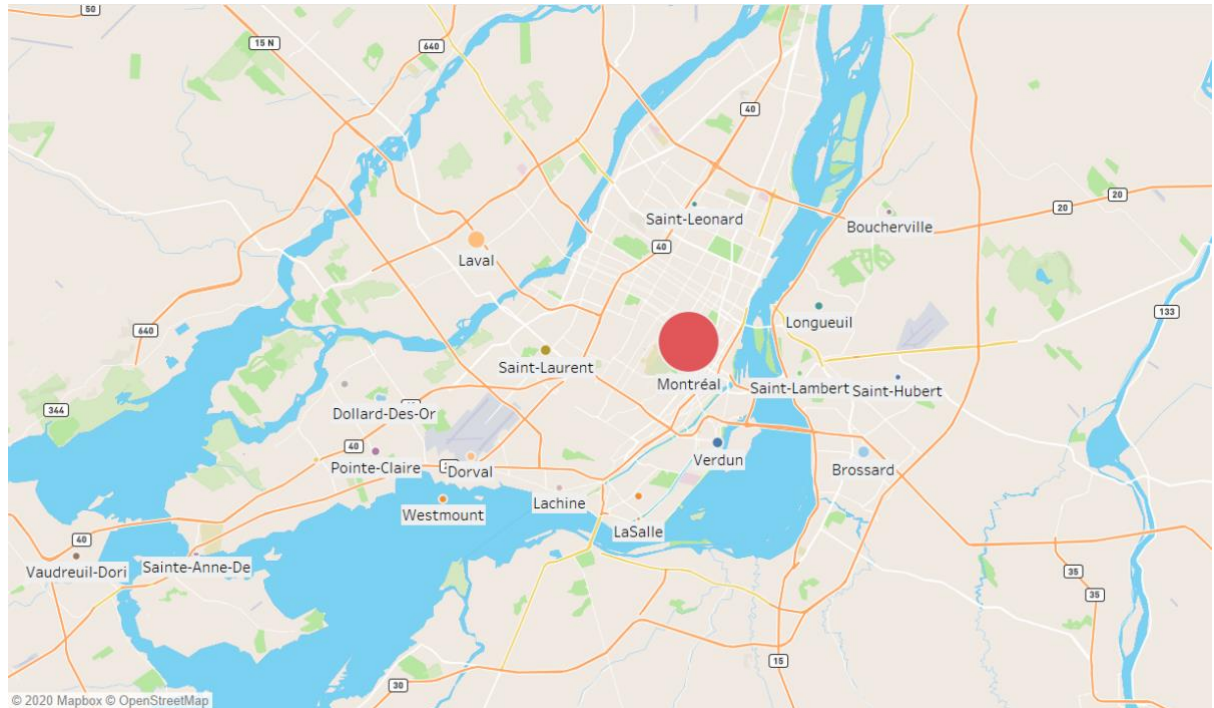 50
15 N
640
40
Saint-Leonard
20
20
Boucherville
40
Laval
133
Longueuil
640
Saint-Laurent
Montréal
Saint-Lambert
Saint-Hubert
344
Dollard-Des-Or
40
Pointe-Claire
Dorval
Verdun
Brossard
Lachine
Westmount
LaSalle
40
Vaudreuil-Dori
Sainte-Anne-De
35
35
15
30
© 2020 Mapbox © OpenStreetMap